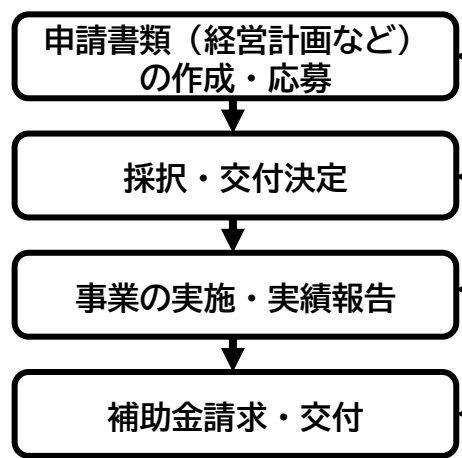 申請書類（経営計画など）
の作成・応募
採択・交付決定
事業の実施・実績報告
補助金請求・交付